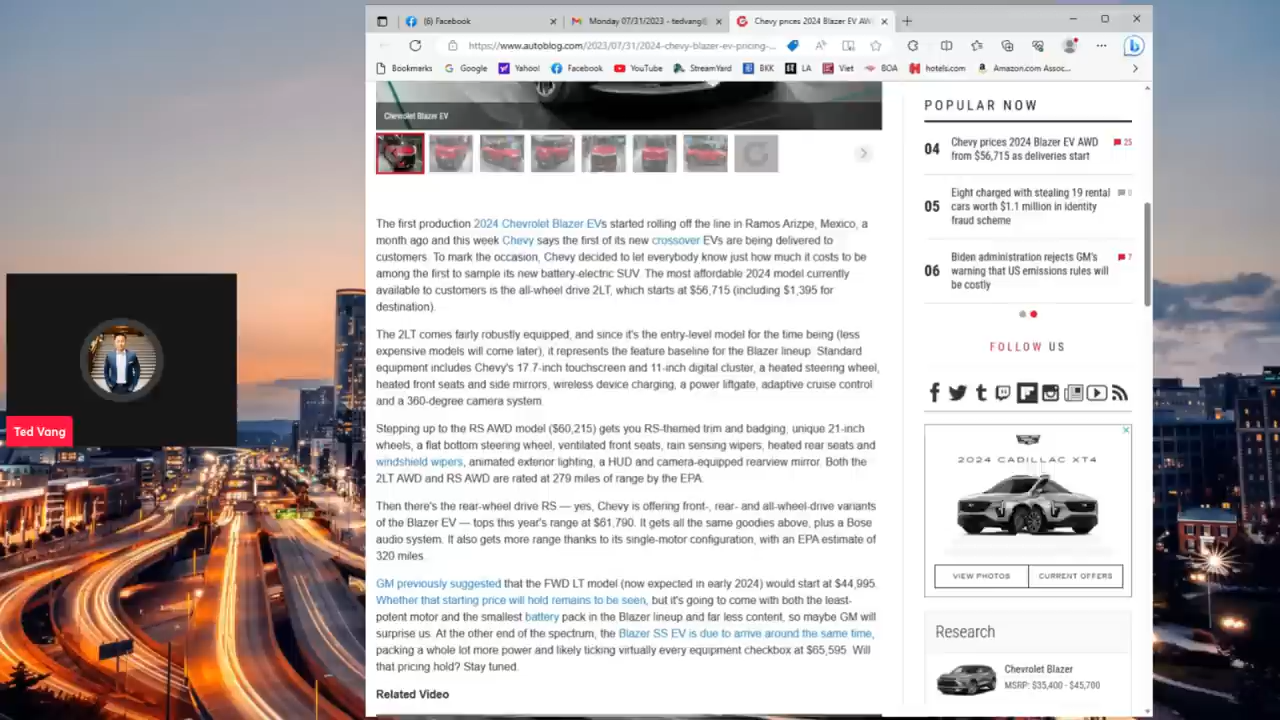 (6) Facebook
Monday 07/31/2023 - tedvang@
Chevy prices 2024 Blazer EV AW
https://www.autoblog.com/2023/07/31/2024-chevy-blazer-ev-pricing-...
Bookmarks Google Yahoo! Facebook YouTube StreamYard BKK LA Viet BOA hotels.com Amazon.com Assoc...
Chevrolet Blazer EV
The first production 2024 Chevrolet Blazer EVs started rolling off the line in Ramos Arizpe, Mexico, a
month ago and this week Chevy says the first of its new crossover EVs are being delivered to
customers. To mark the occasion, Chevy decided to let everybody know just how much it costs to be
among the first to sample its new battery-electric SUV. The most affordable 2024 model currently
available to customers is the all-wheel drive 2LT, which starts at $56,715 (including $1,395 for
destination).
The 2LT comes fairly robustly equipped, and since it's the entry-level model for the time being (less
expensive models will come later), it represents the feature baseline for the Blazer lineup. Standard
equipment includes Chevy's 17.7-inch touchscreen and 11-inch digital cluster, a heated steering wheel,
heated front seats and side mirrors, wireless device charging, a power liftgate, adaptive cruise control
and a 360-degree camera system.
Stepping up to the RS AWD model ($60,215) gets you RS-themed trim and badging, unique 21-inch
wheels, a flat bottom steering wheel, ventilated front seats, rain sensing wipers, heated rear seats and
windshield wipers, animated exterior lighting, a HUD and camera-equipped rearview mirror. Both the
2LT AWD and RS AWD are rated at 279 miles of range by the EPA.
Then there's the rear-wheel drive RS — yes, Chevy is offering front-, rear- and all-wheel-drive variants
of the Blazer EV — tops this year's range at $61,790. It gets all the same goodies above, plus a Bose
audio system. It also gets more range thanks to its single-motor configuration, with an EPA estimate of
320 miles.
GM previously suggested that the FWD LT model (now expected in early 2024) would start at $44,995.
Whether that starting price will hold remains to be seen, but it's going to come with both the least-
potent motor and the smallest battery pack in the Blazer lineup and far less content, so maybe GM will
surprise us. At the other end of the spectrum, the Blazer SS EV is due to arrive around the same time,
packing a whole lot more power and likely ticking virtually every equipment checkbox at $65,595. Will
that pricing hold? Stay tuned.
Related Video
POPULAR NOW
04 Chevy prices 2024 Blazer EV AWD 25
from $56,715 as deliveries start
05 Eight charged with stealing 19 rental 0
cars worth $1.1 million in identity
fraud scheme
06 Biden administration rejects GM's 7
warning that US emissions rules will
be costly
FOLLOW US
2024 CADILLAC XT4
VIEW PHOTOS
CURRENT OFFERS
Research
Chevrolet Blazer
MSRP: $35,400 - $45,700
Ted Vang